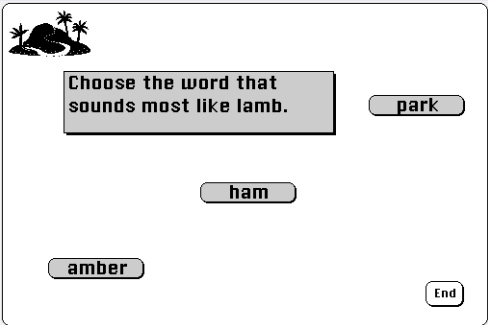 Choose the word that
sounds most like lamb.
park
ham
amber
End